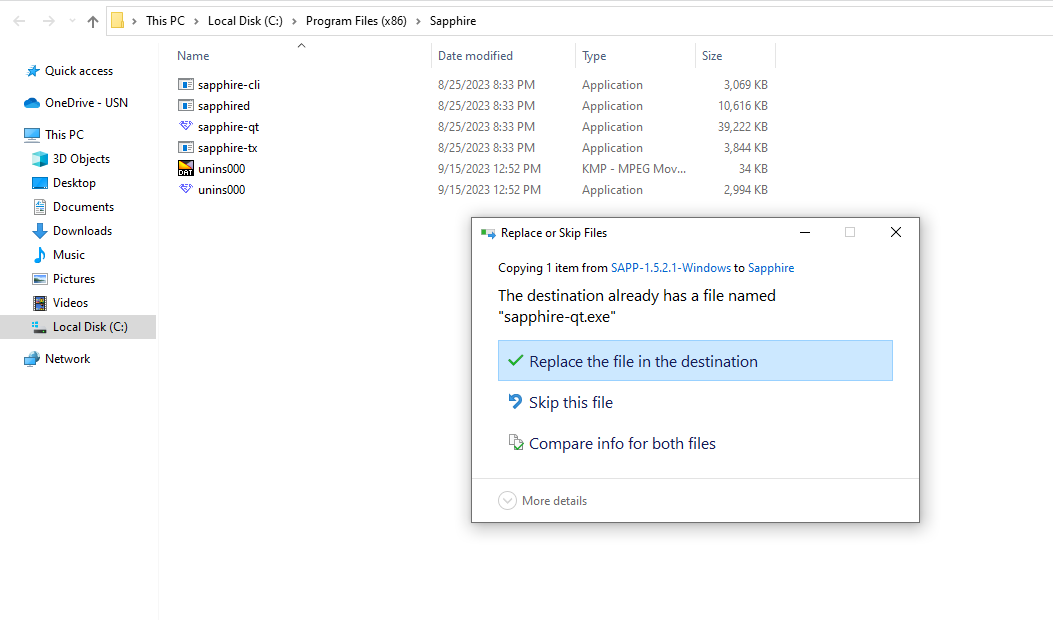 This PC > Local Disk (C:) > Program Files (x86) > Sapphire
Name Date modified Type Size
Quick access
OneDrive - USN
This PC
3D Objects
Desktop
Documents
Downloads
Music
Pictures
Videos
Local Disk (C:)
Network
sapphire-cli 8/25/2023 8:33 PM Application 3,069 KB
sapphired 8/25/2023 8:33 PM Application 10,616 KB
sapphire-qt 8/25/2023 8:33 PM Application 39,222 KB
sapphire-tx 8/25/2023 8:33 PM Application 3,844 KB
DAT unins000 9/15/2023 12:52 PM KMP - MPEG Mov... 34 KB
unins000 9/15/2023 12:52 PM Application 2,994 KB
Replace or Skip Files
Copying 1 item from SAPP-1.5.2.1-Windows to Sapphire
The destination already has a file named
"sapphire-qt.exe"
Replace the file in the destination
Skip this file
Compare info for both files
More details